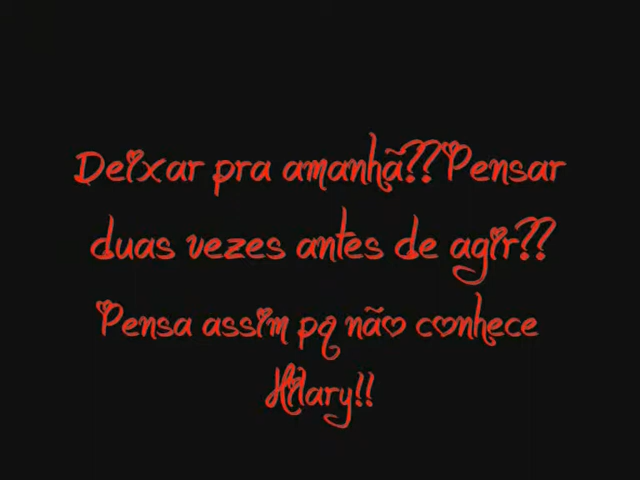 Deixar pra amanhã??Pensar
duas vezes antes de agir??
Pensa assim pq não conhece
Hilary!!